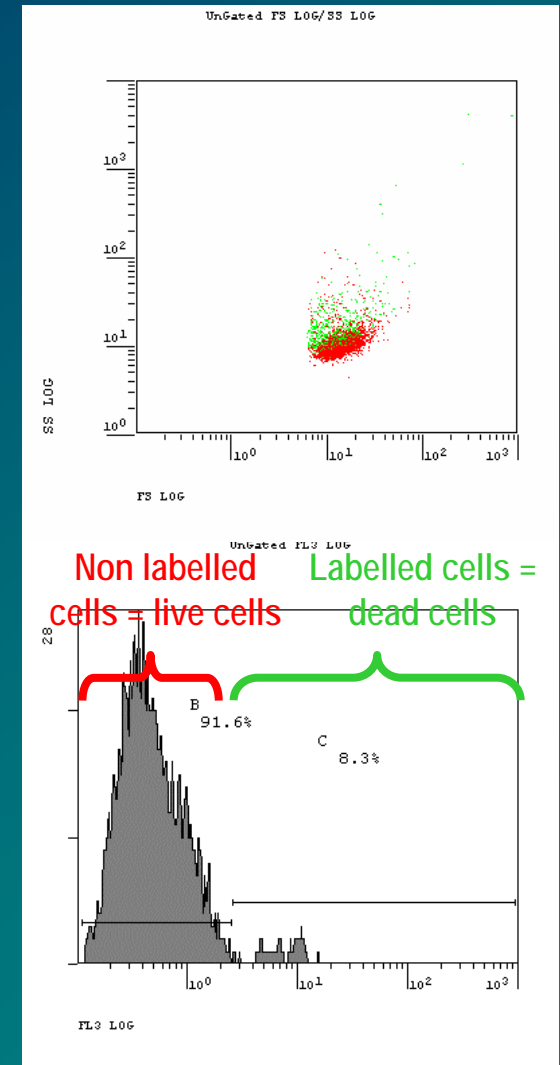 UnGated FS LOG/SS LOG
10³
10²
10¹
10⁰
SS LOG
10⁰ 10¹ 10² 10³
FS LOG
UnGated FL3 LOG
Non labelled
cells = live cells
Labelled cells =
dead cells
28
B
91.6%
C
8.3%
10⁰ 10¹ 10² 10³
FL3 LOG